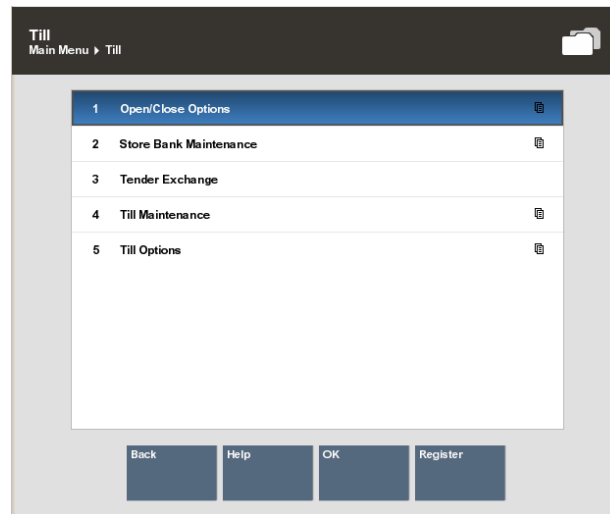 Till
Main Menu ▸ Till
1 Open/Close Options
2 Store Bank Maintenance
3 Tender Exchange
4 Till Maintenance
5 Till Options
Back Help OK Register